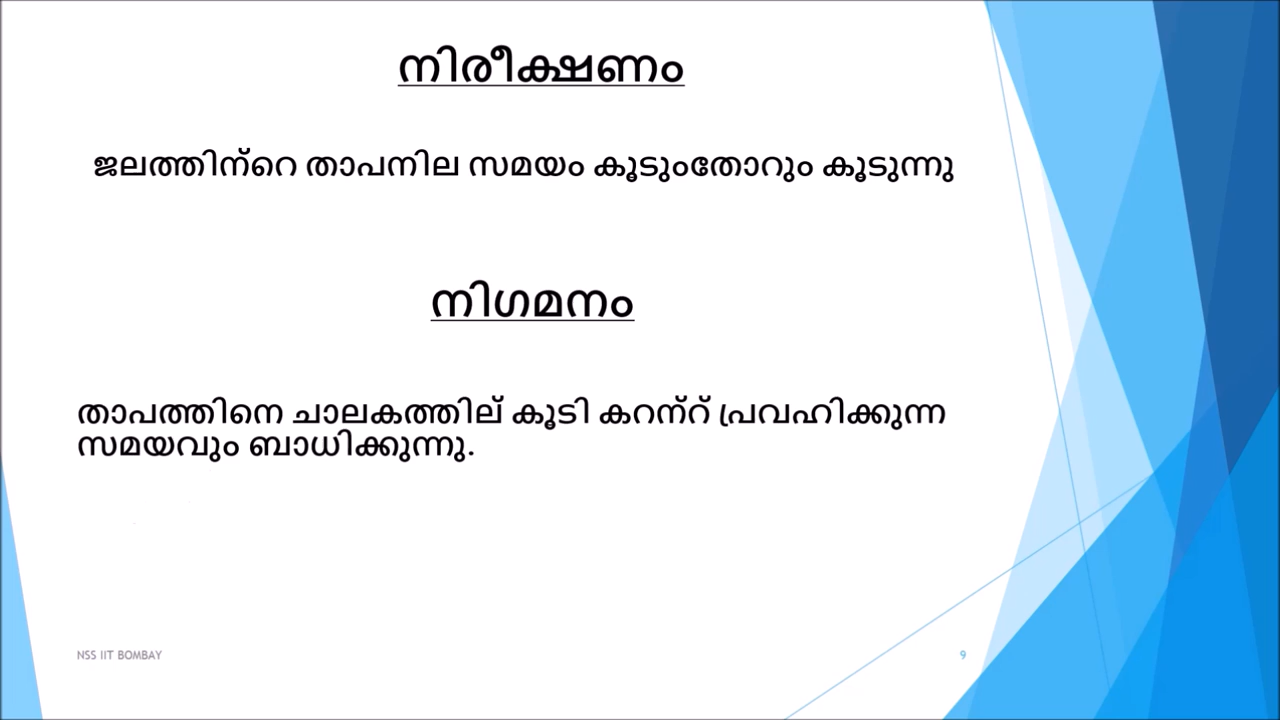 നിരീക്ഷണം
ജലത്തിന്റെ താപനില സമയം കൂടുംതോറും കൂടുന്നു
നിഗമനം
താപത്തിനെ ചാലകത്തില് കൂടി കറന്റ് പ്രവഹിക്കുന്ന
സമയവും ബാധിക്കുന്നു.
NSS IIT BOMBAY
9